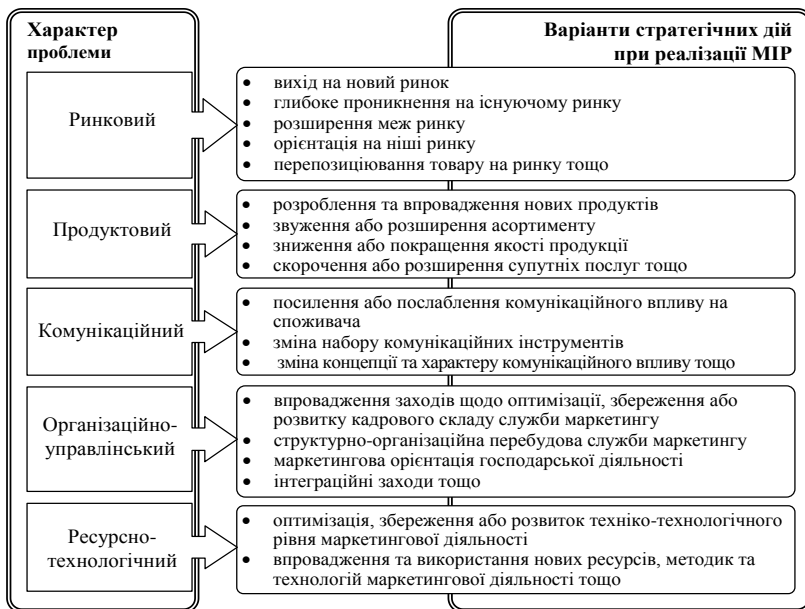 Характер
проблеми
Варіанти стратегічних дій
при реалізації МІР
Ринковий
• вихід на новий ринок
• глибоке проникнення на існуючому ринку
• розширення меж ринку
• орієнтація на ніші ринку
• перепозиціювання товару на ринку тощо
Продуктовий
• розроблення та впровадження нових продуктів
• звуження або розширення асортименту
• зниження або покращення якості продукції
• скорочення або розширення супутніх послуг тощо
Комунікаційний
• посилення або послаблення комунікаційного впливу на
споживача
• зміна набору комунікаційних інструментів
• зміна концепції та характеру комунікаційного впливу тощо
Організаційно-
управлінський
• впровадження заходів щодо оптимізації, збереження або
розвитку кадрового складу служби маркетингу
• структурно-організаційна перебудова служби маркетингу
• маркетингова орієнтація господарської діяльності
• інтеграційні заходи тощо
Ресурсно-
технологічний
• оптимізація, збереження або розвиток техніко-технологічного
рівня маркетингової діяльності
• впровадження та використання нових ресурсів, методик та
технологій маркетингової діяльності тощо